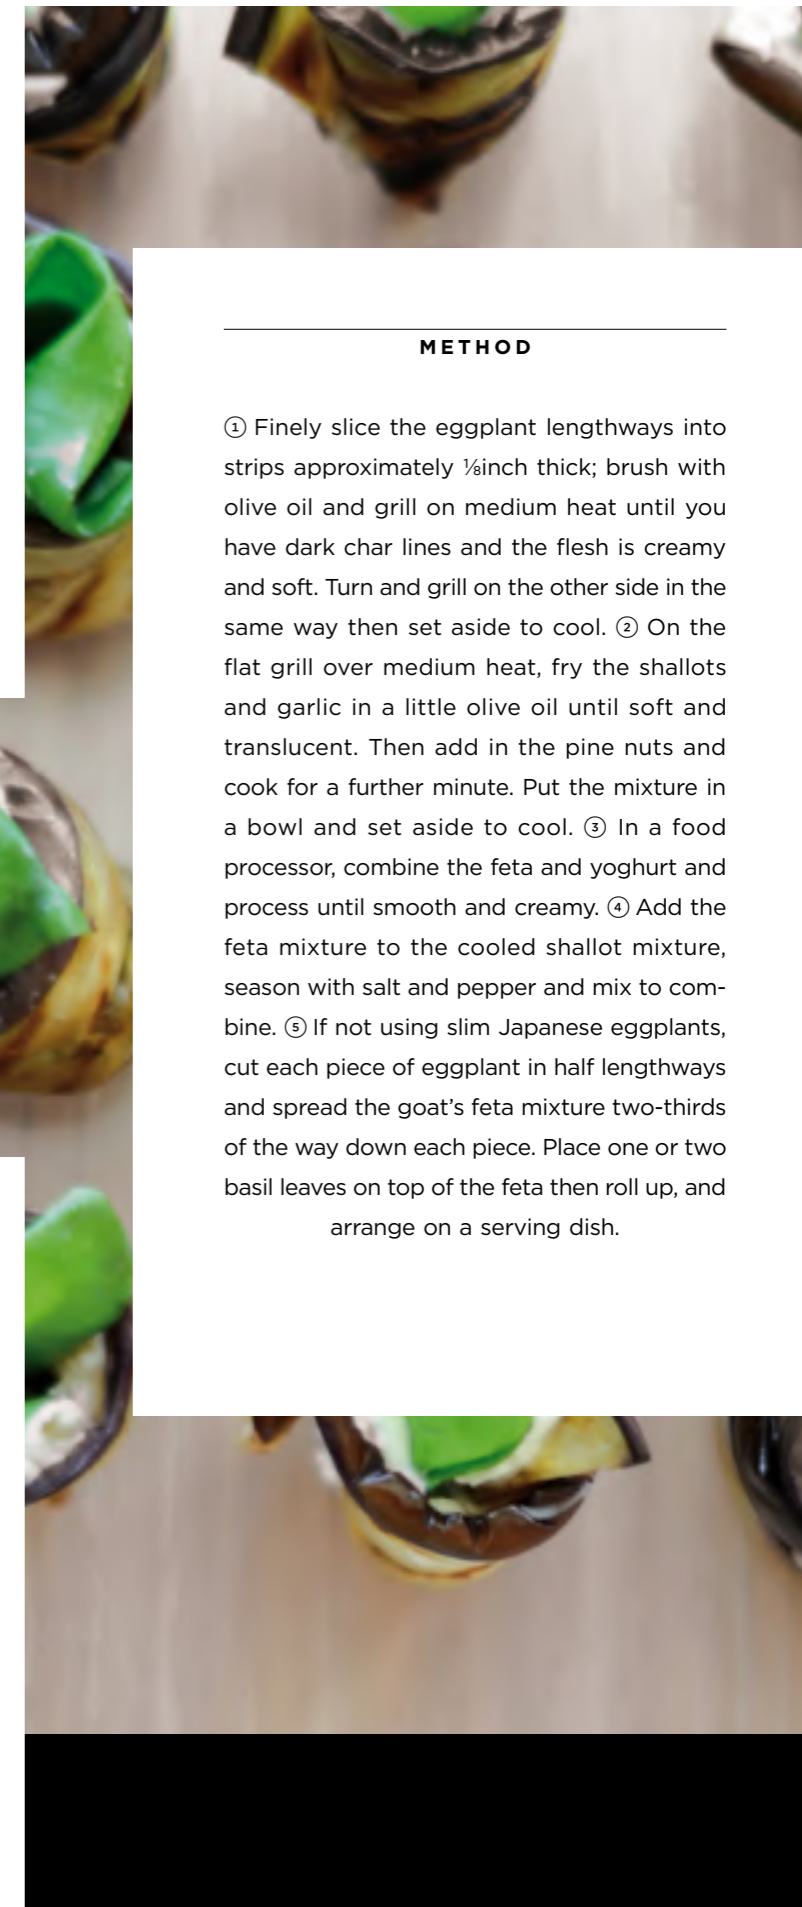 METHOD
① Finely slice the eggplant lengthways into
strips approximately ⅛inch thick; brush with
olive oil and grill on medium heat until you
have dark char lines and the flesh is creamy
and soft. Turn and grill on the other side in the
same way then set aside to cool. ② On the
flat grill over medium heat, fry the shallots
and garlic in a little olive oil until soft and
translucent. Then add in the pine nuts and
cook for a further minute. Put the mixture in
a bowl and set aside to cool. ③ In a food
processor, combine the feta and yoghurt and
process until smooth and creamy. ④ Add the
feta mixture to the cooled shallot mixture,
season with salt and pepper and mix to com-
bine. ⑤ If not using slim Japanese eggplants,
cut each piece of eggplant in half lengthways
and spread the goat’s feta mixture two-thirds
of the way down each piece. Place one or two
basil leaves on top of the feta then roll up, and
arrange on a serving dish.